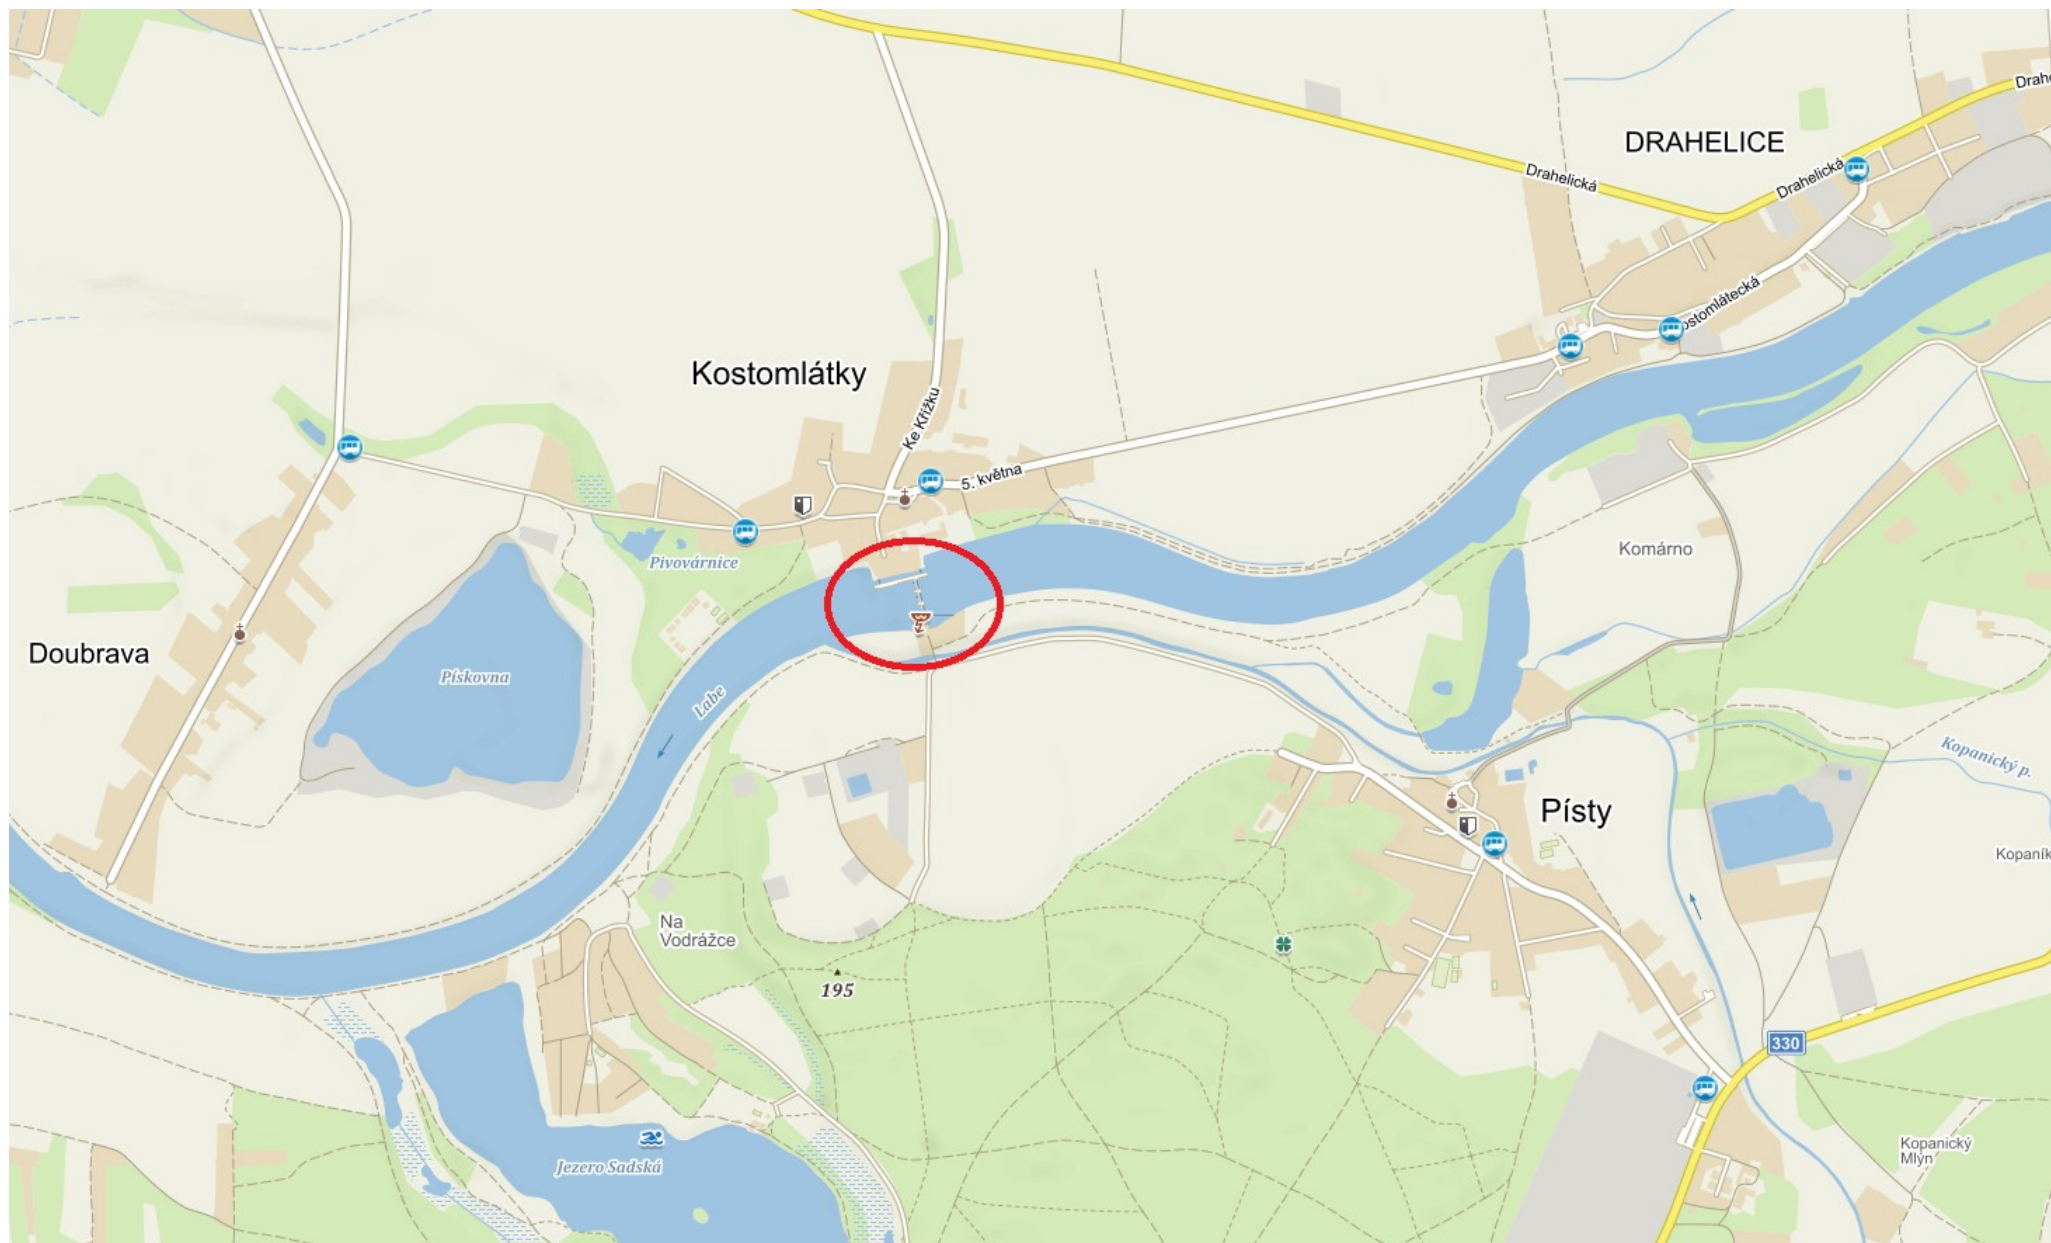 Drahe
DRAHELICE
Drahelická
Drahelická
ostomlátecká
Kostomlátky
Ke Křížku
5. května
Pivovárnice
Komárno
Doubrava
Pískovna
Labe
Kopanický p.
Písty
Kopaník
Na
Vodrážce
195
330
Jezero Sadská
Kopanický
Mlýn